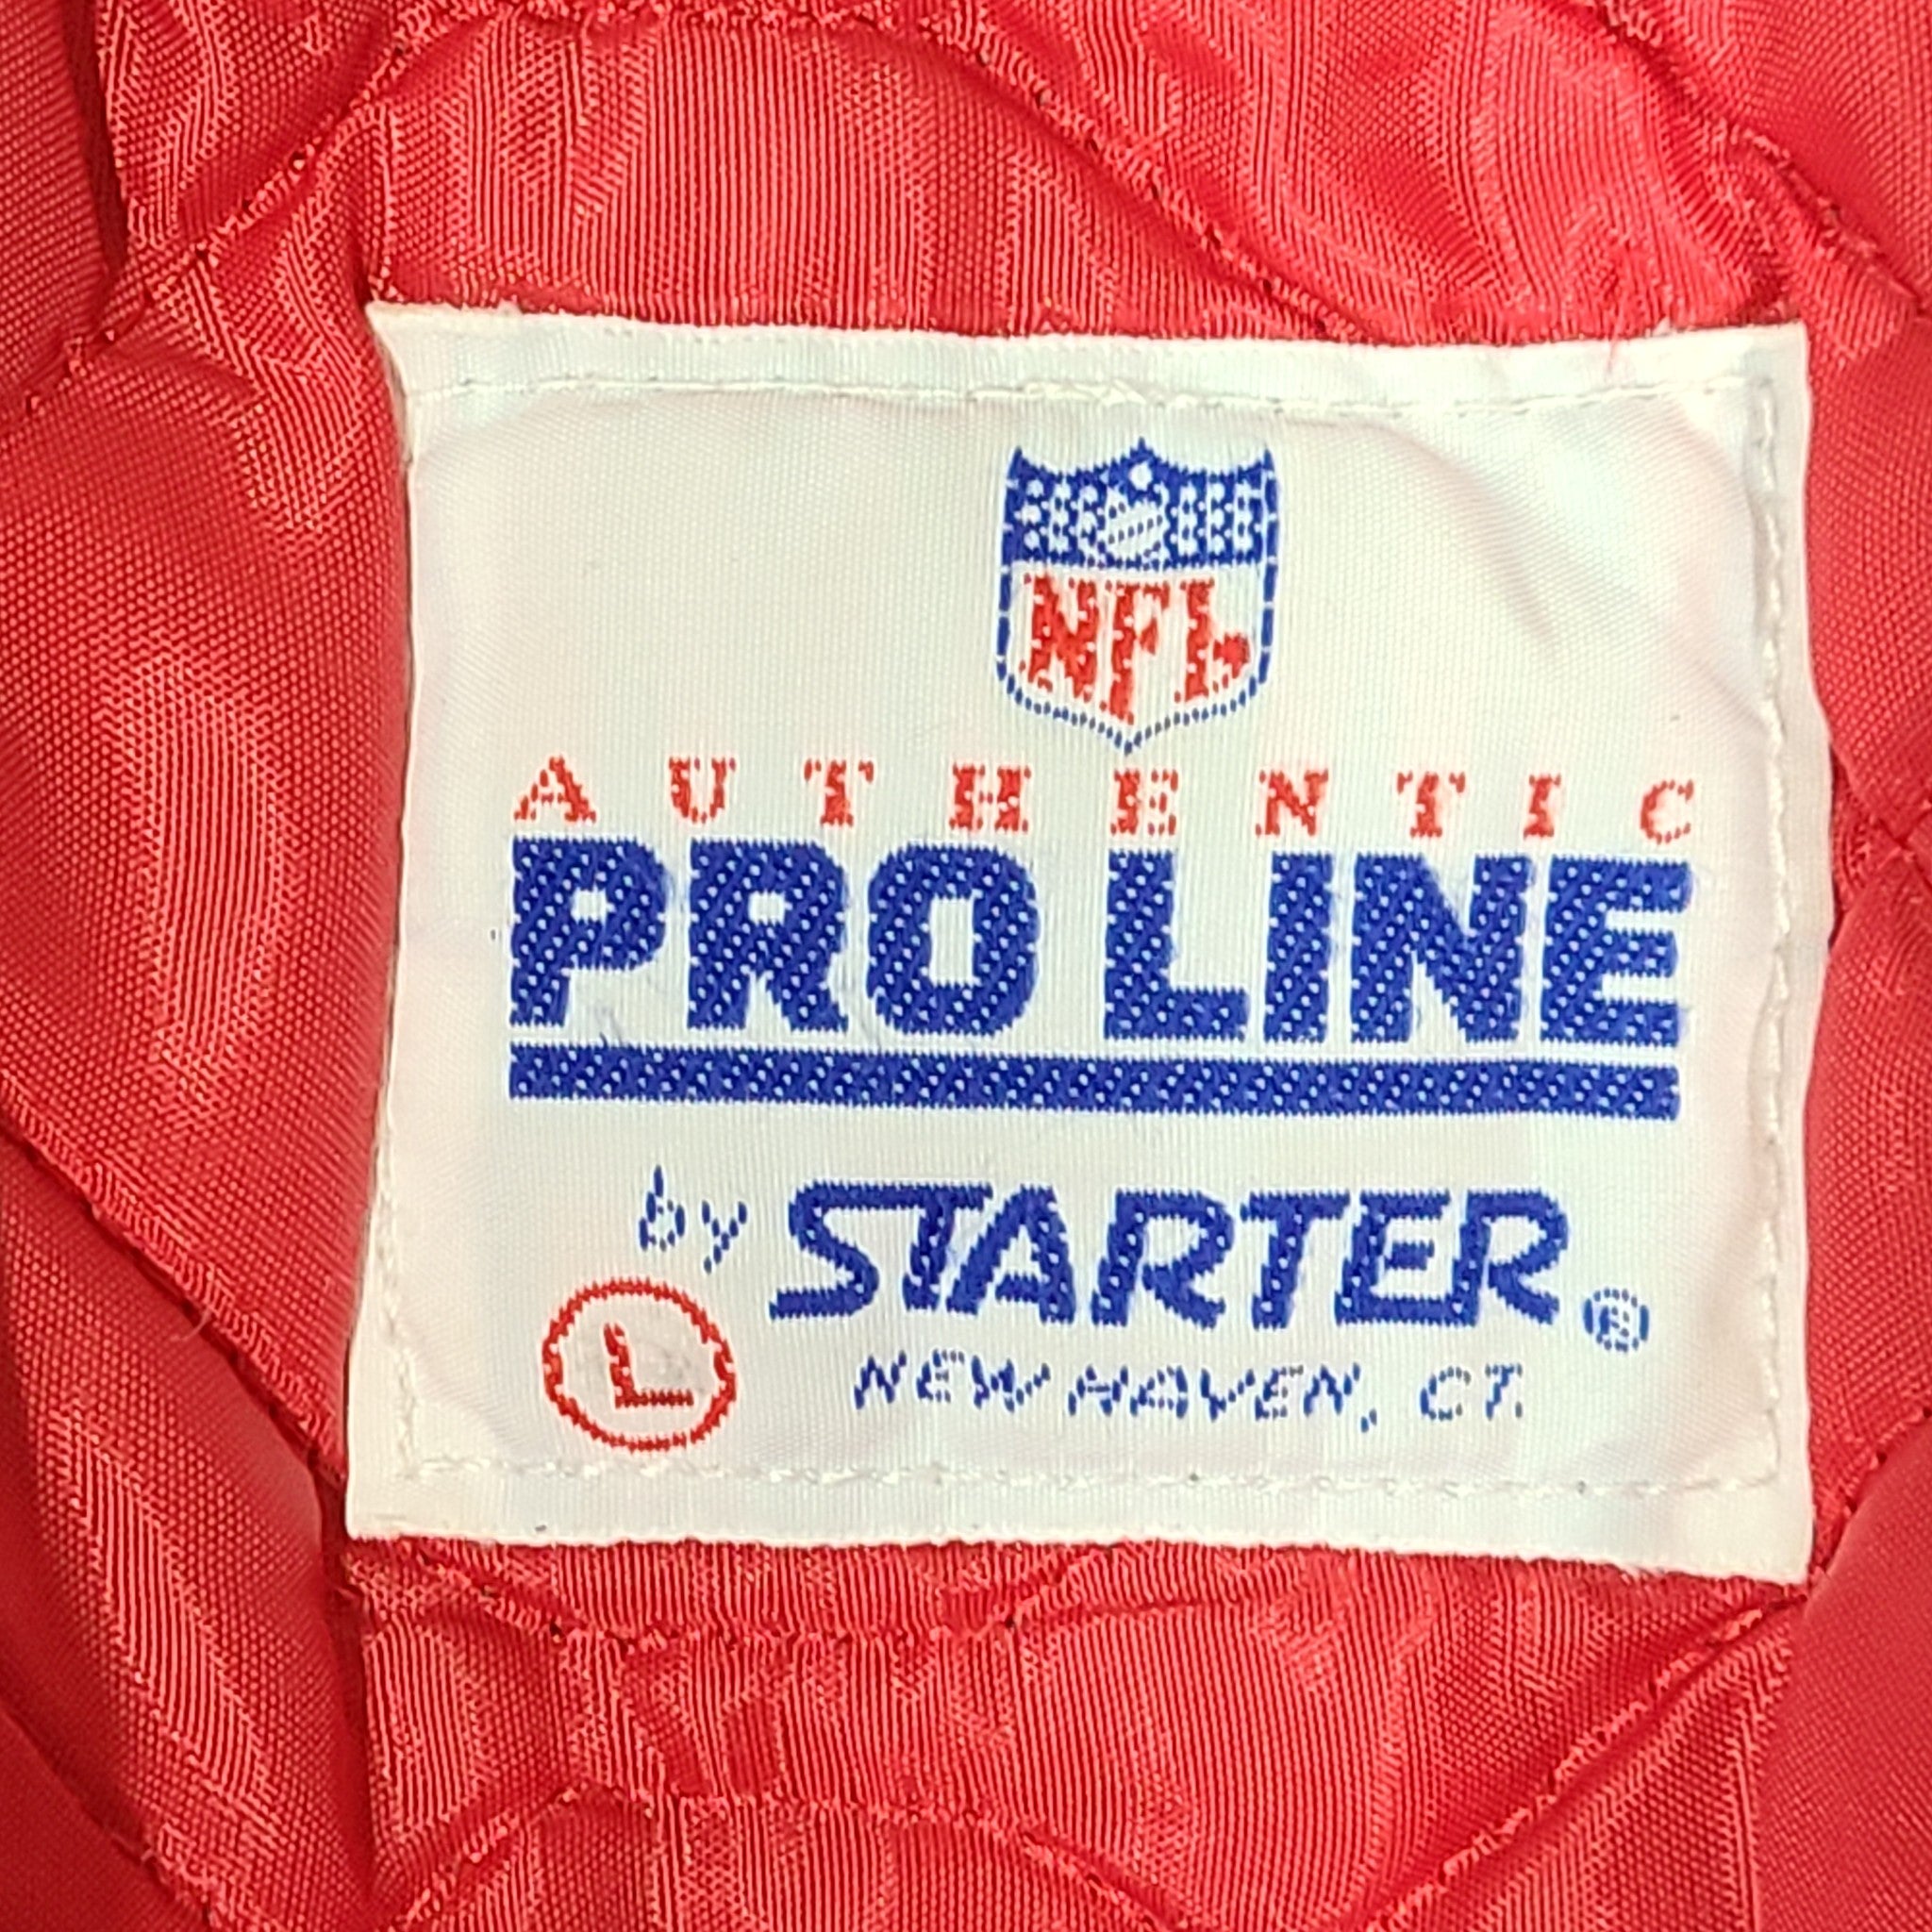 NFL
AUTHENTIC
PRO LINE
by STARTER®
L
NEW HAVEN, CT.